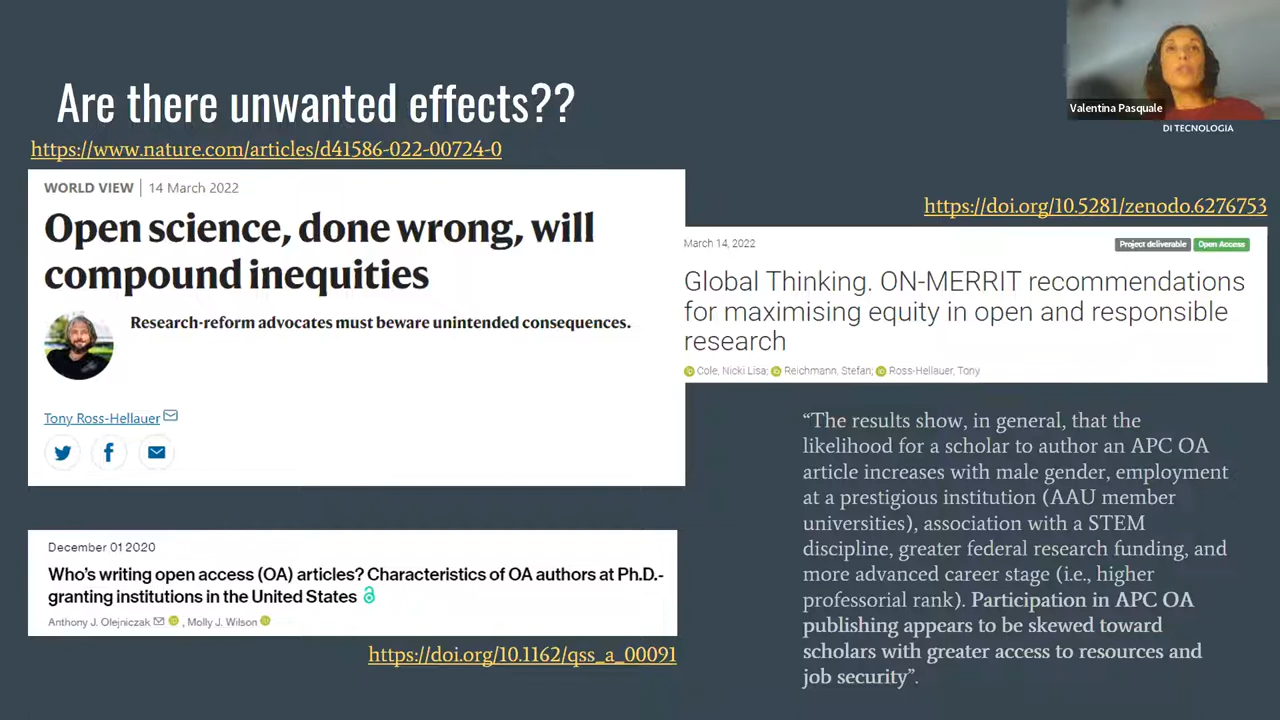 Are there unwanted effects??
https://www.nature.com/articles/d41586-022-00724-0
WORLD VIEW | 14 March 2022
Open science, done wrong, will
compound inequities
Research-reform advocates must beware unintended consequences.
Tony Ross-Hellauer
December 01 2020
Who's writing open access (OA) articles? Characteristics of OA authors at Ph.D.-
granting institutions in the United States
Anthony J. Olejniczak , Molly J. Wilson
https://doi.org/10.1162/qss_a_00091
Valentina Pasquale
DI TECNOLOGIA
https://doi.org/10.5281/zenodo.6276753
March 14, 2022 Project deliverable Open Access
Global Thinking. ON-MERRIT recommendations
for maximising equity in open and responsible
research
Cole, Nicki Lisa; Reichmann, Stefan; Ross-Hellauer, Tony
“The results show, in general, that the
likelihood for a scholar to author an APC OA
article increases with male gender, employment
at a prestigious institution (AAU member
universities), association with a STEM
discipline, greater federal research funding, and
more advanced career stage (i.e., higher
professorial rank). Participation in APC OA
publishing appears to be skewed toward
scholars with greater access to resources and
job security”.